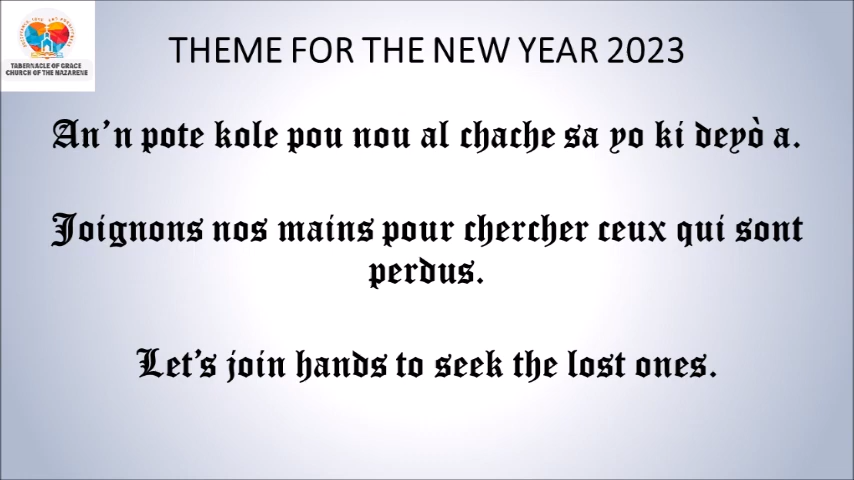 TABERNACLE OF GRACE
CHURCH OF THE NAZARENE
THEME FOR THE NEW YEAR 2023
An'n pote kole pou nou al chache sa yo ki deyò a.
Joignons nos mains pour chercher ceux qui sont
perdus.
Let's join hands to seek the lost ones.